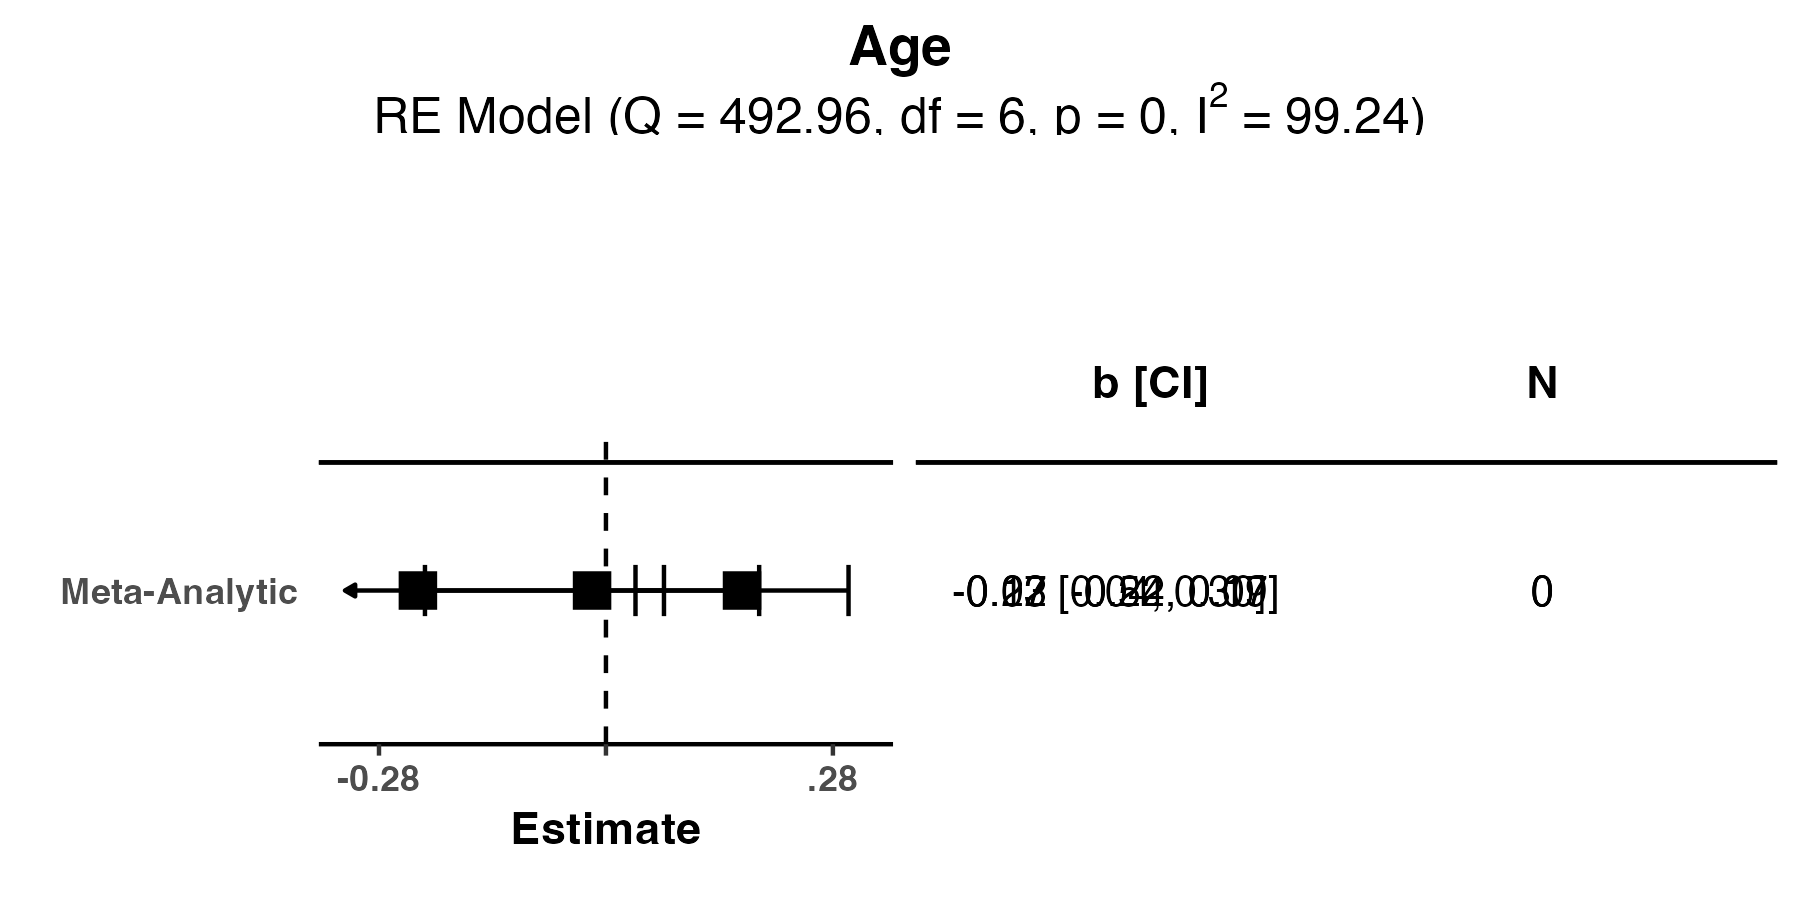 Age
RE Model (Q = 492.96, df = 6, p = 0, I² = 99.24)
b [CI] N
Meta-Analytic 0
-0.28 .28
Estimate